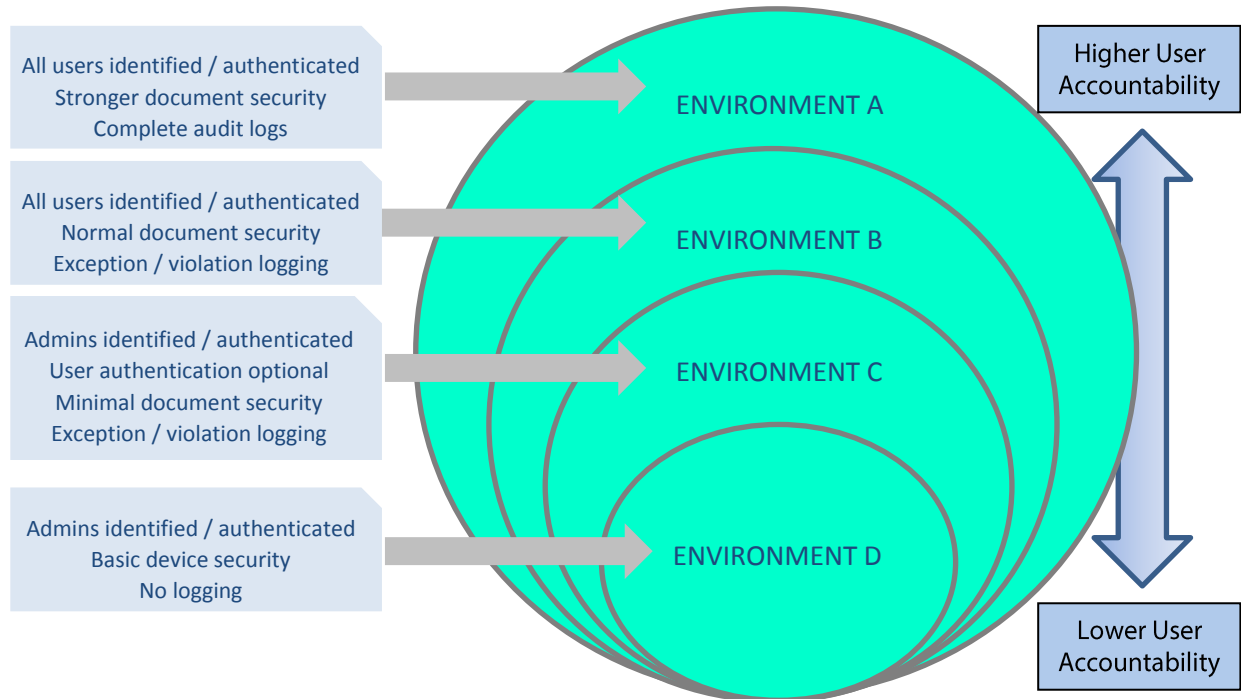 All users identified / authenticated
Stronger document security
Complete audit logs
ENVIRONMENT A
Higher User
Accountability
All users identified / authenticated
Normal document security
Exception / violation logging
ENVIRONMENT B
Admins identified / authenticated
User authentication optional
Minimal document security
Exception / violation logging
ENVIRONMENT C
Admins identified / authenticated
Basic device security
No logging
ENVIRONMENT D
Lower User
Accountability